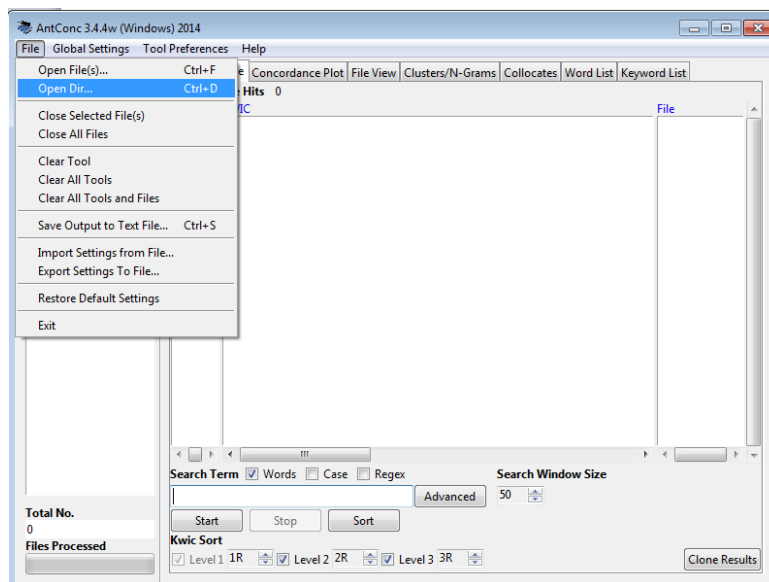 AntConc 3.4.4w (Windows) 2014
File Global Settings Tool Preferences Help
Open File(s)... Ctrl+F
Open Dir... Ctrl+D
Close Selected File(s)
Close All Files
Clear Tool
Clear All Tools
Clear All Tools and Files
Save Output to Text File... Ctrl+S
Import Settings from File...
Export Settings To File...
Restore Default Settings
Exit
Concordance Plot File View Clusters/N-Grams Collocates Word List Keyword List
Hits 0
File
Search Term Words Case Regex Search Window Size
Advanced 50
Start Stop Sort
Kwic Sort
Level 1 1R Level 2 2R Level 3 3R Clone Results
Total No.
0
Files Processed